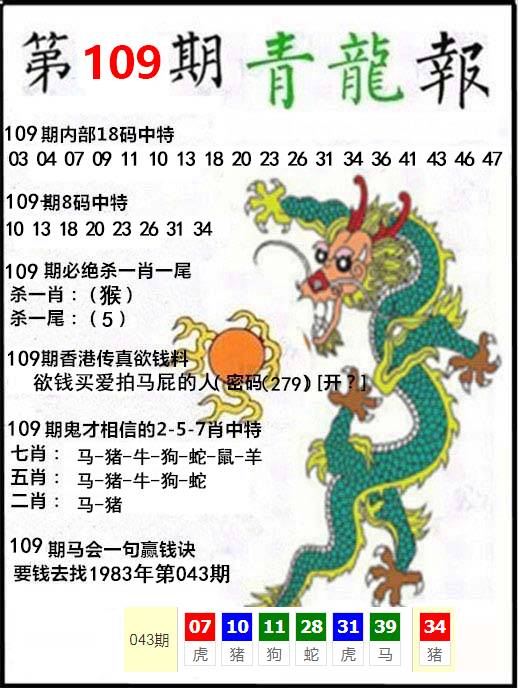 第109期青龍報
109期内部18码中特
03 04 07 09 11 10 13 18 20 23 26 31 34 36 41 43 46 47
109期8码中特
10 13 18 20 23 26 31 34
109 期必绝杀一肖一尾
杀一肖：（猴）
杀一尾：（5）
109期香港传真欲钱料
欲钱买爱拍马屁的人(密码(279)[开？]
109期鬼才相信的2-5-7肖中特
七肖： 马-猪-牛-狗-蛇-鼠-羊
五肖： 马-猪-牛-狗-蛇
二肖： 马-猪
109期马会一句赢钱诀
要钱去找1983年第043期
043期 07 10 11 28 31 39 34
虎 猪 狗 蛇 虎 马 猪